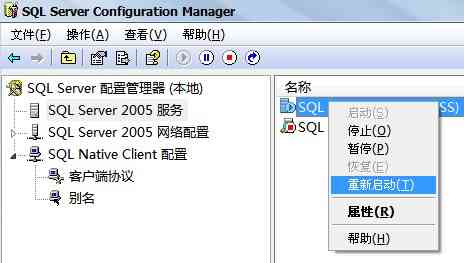 SQL Server Configuration Manager
文件(F) 操作(A) 查看(V) 帮助(H)
SQL Server 配置管理器 (本地)
SQL Server 2005 服务
SQL Server 2005 网络配置
SQL Native Client 配置
客户端协议
别名
名称
SQL SS)
SQL
启动(S)
停止(O)
暂停(P)
恢复(E)
重新启动(T)
属性(R)
帮助(H)